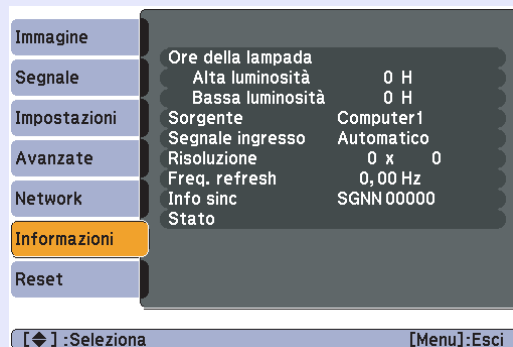 Immagine
Segnale
Impostazioni
Avanzate
Network
Informazioni
Reset
Ore della lampada
Alta luminosità 0 H
Bassa luminosità 0 H
Sorgente Computer1
Segnale ingresso Automatico
Risoluzione 0 x 0
Freq. refresh 0,00 Hz
Info sinc SGNN 00000
Stato
[◆] :Seleziona [Menu]:Esci